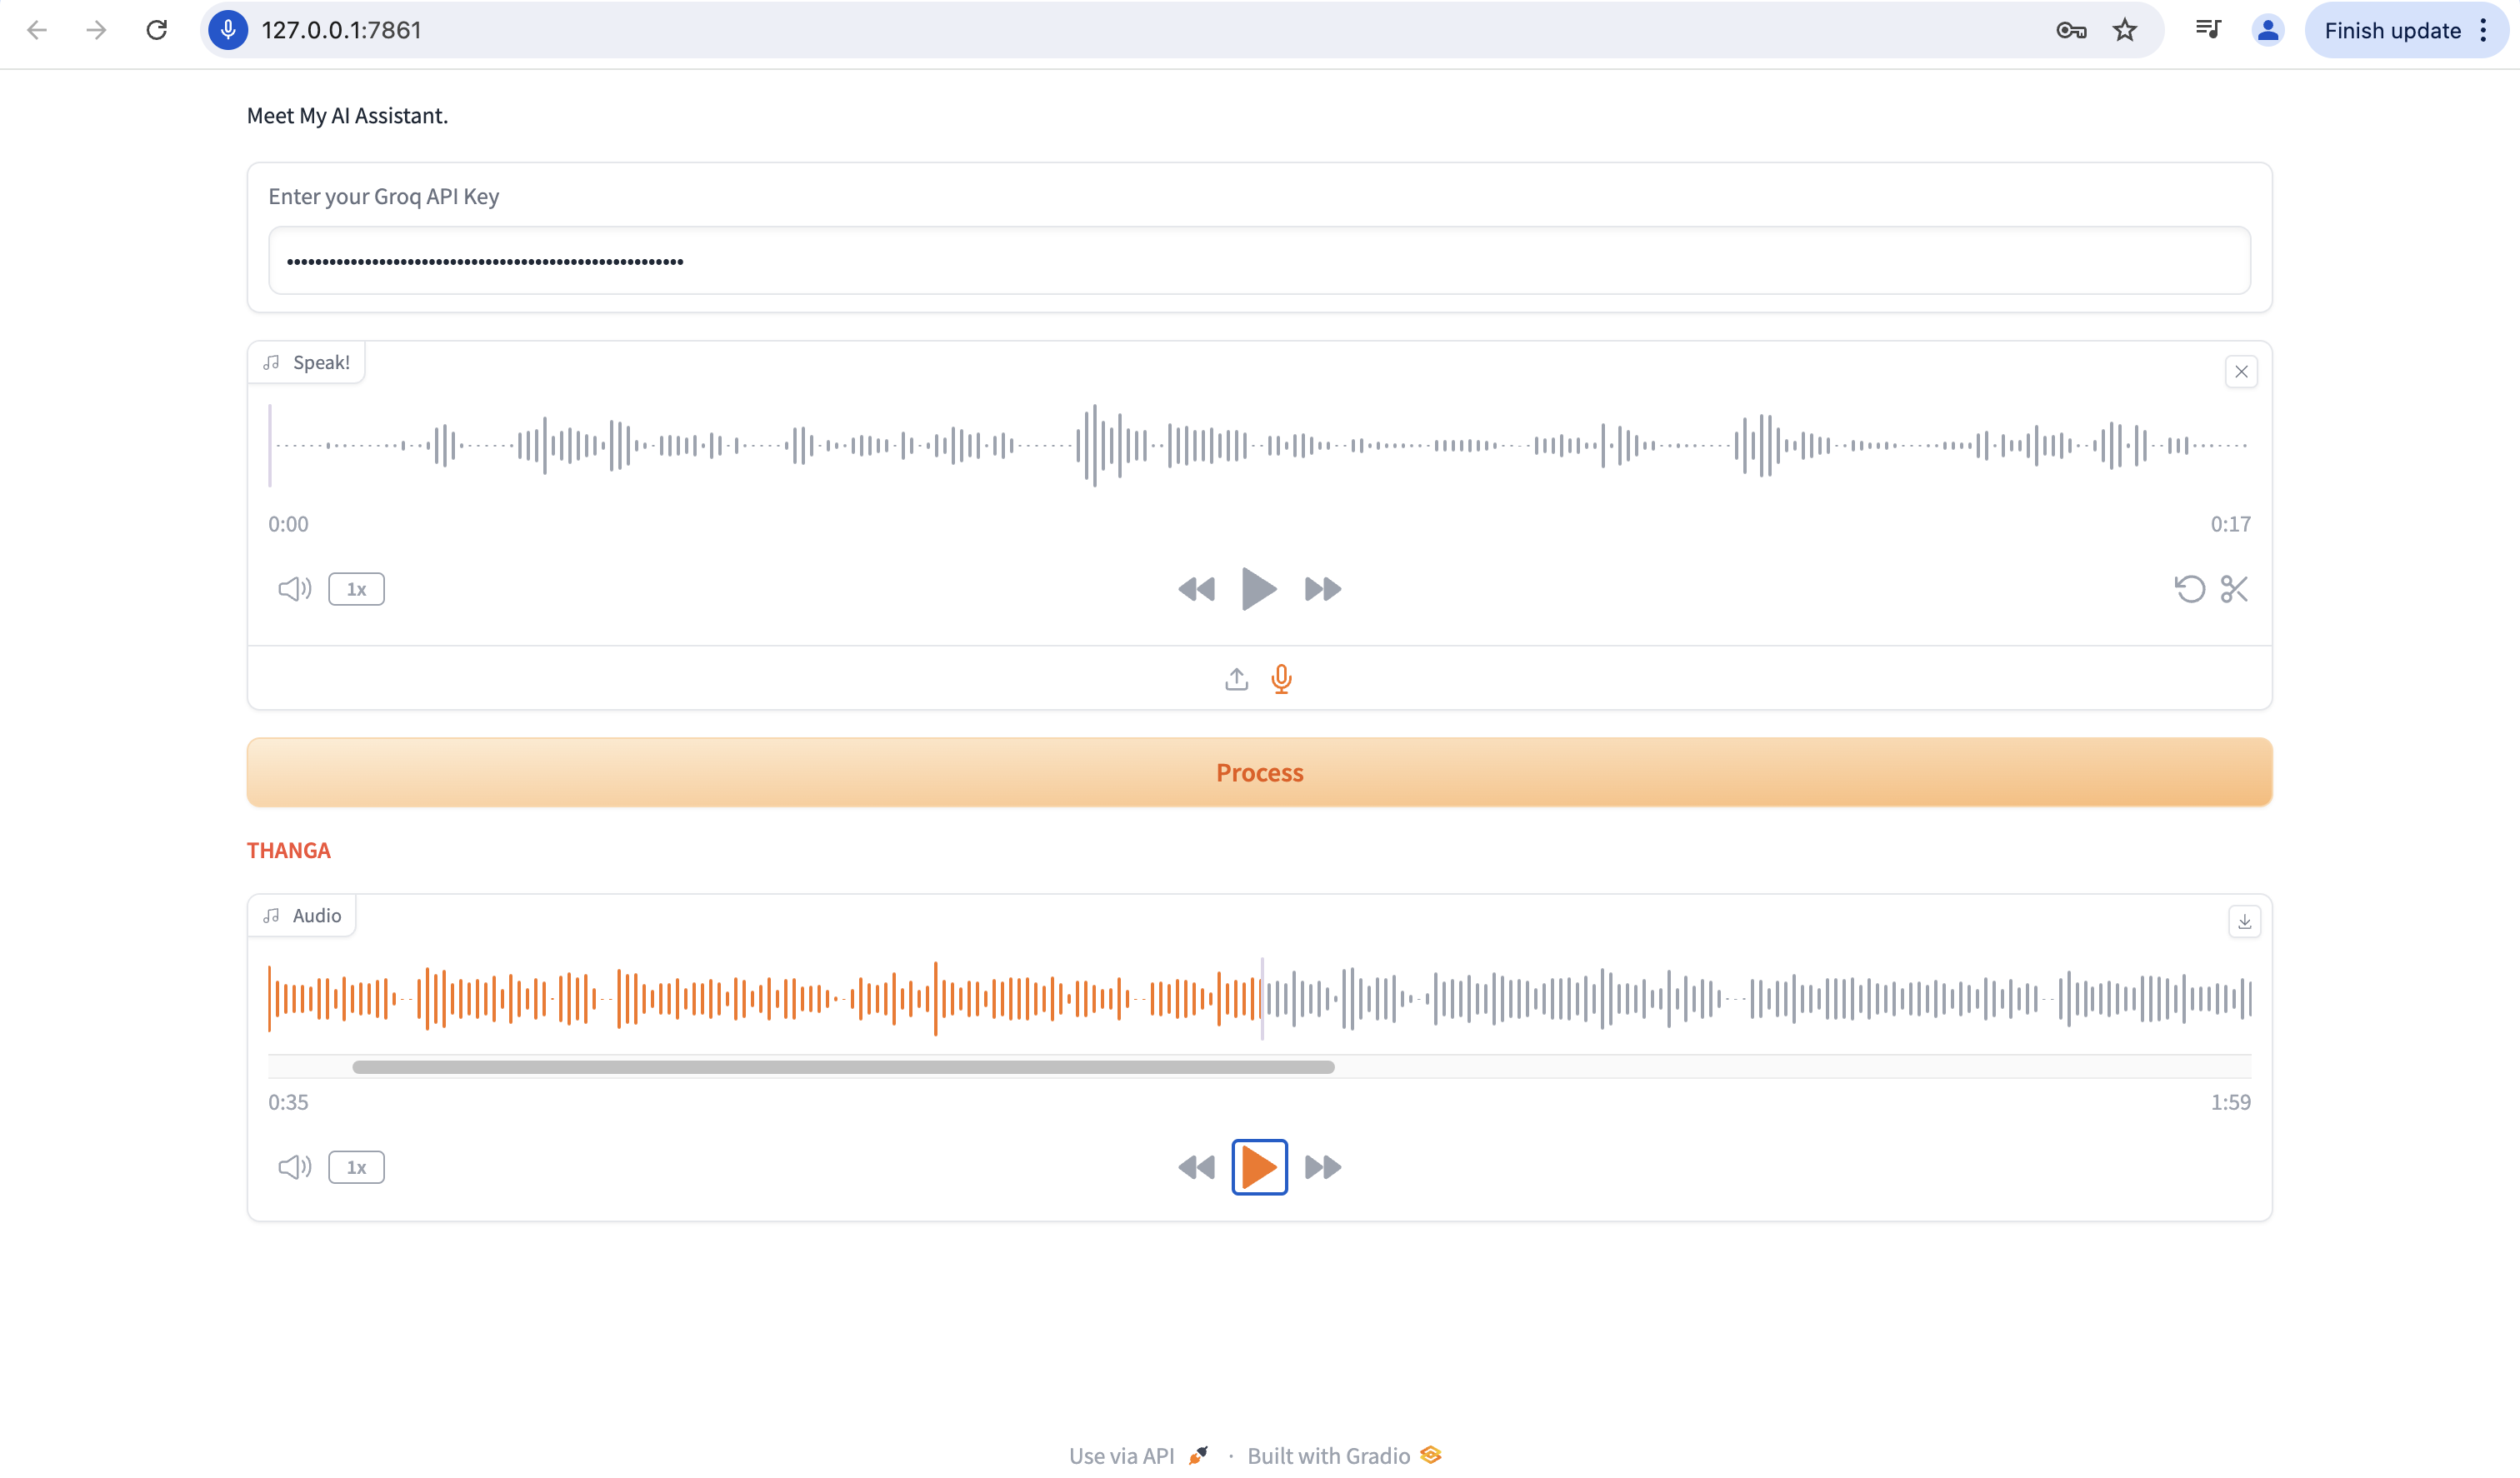 127.0.0.1:7861
Finish update
Meet My AI Assistant.
Enter your Groq API Key
Speak!
0:00
0:17
1x
Process
THANGA
Audio
0:35
1:59
1x
Use via API · Built with Gradio